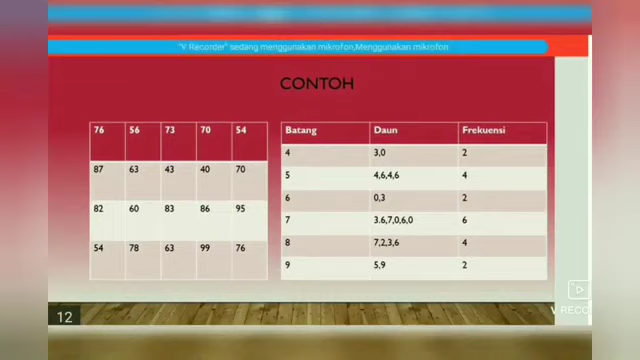 "V Recorder" sedang menggunakan mikrofon,Menggunakan mikrofon
CONTOH
76 56 73 70 54
87 63 43 40 70
82 60 83 86 95
54 78 63 99 76
Batang Daun Frekuensi
4 3,0 2
5 4,6,4,6 4
6 0,3 2
7 3.6,7,0,6,0 6
8 7,2,3,6 4
9 5,9 2
12